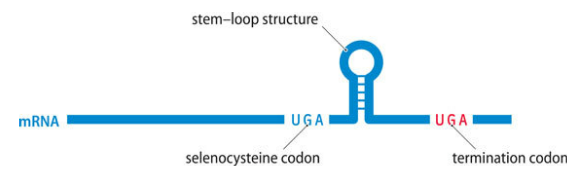 stem–loop structure
mRNA UGA UGA
selenocysteine codon termination codon